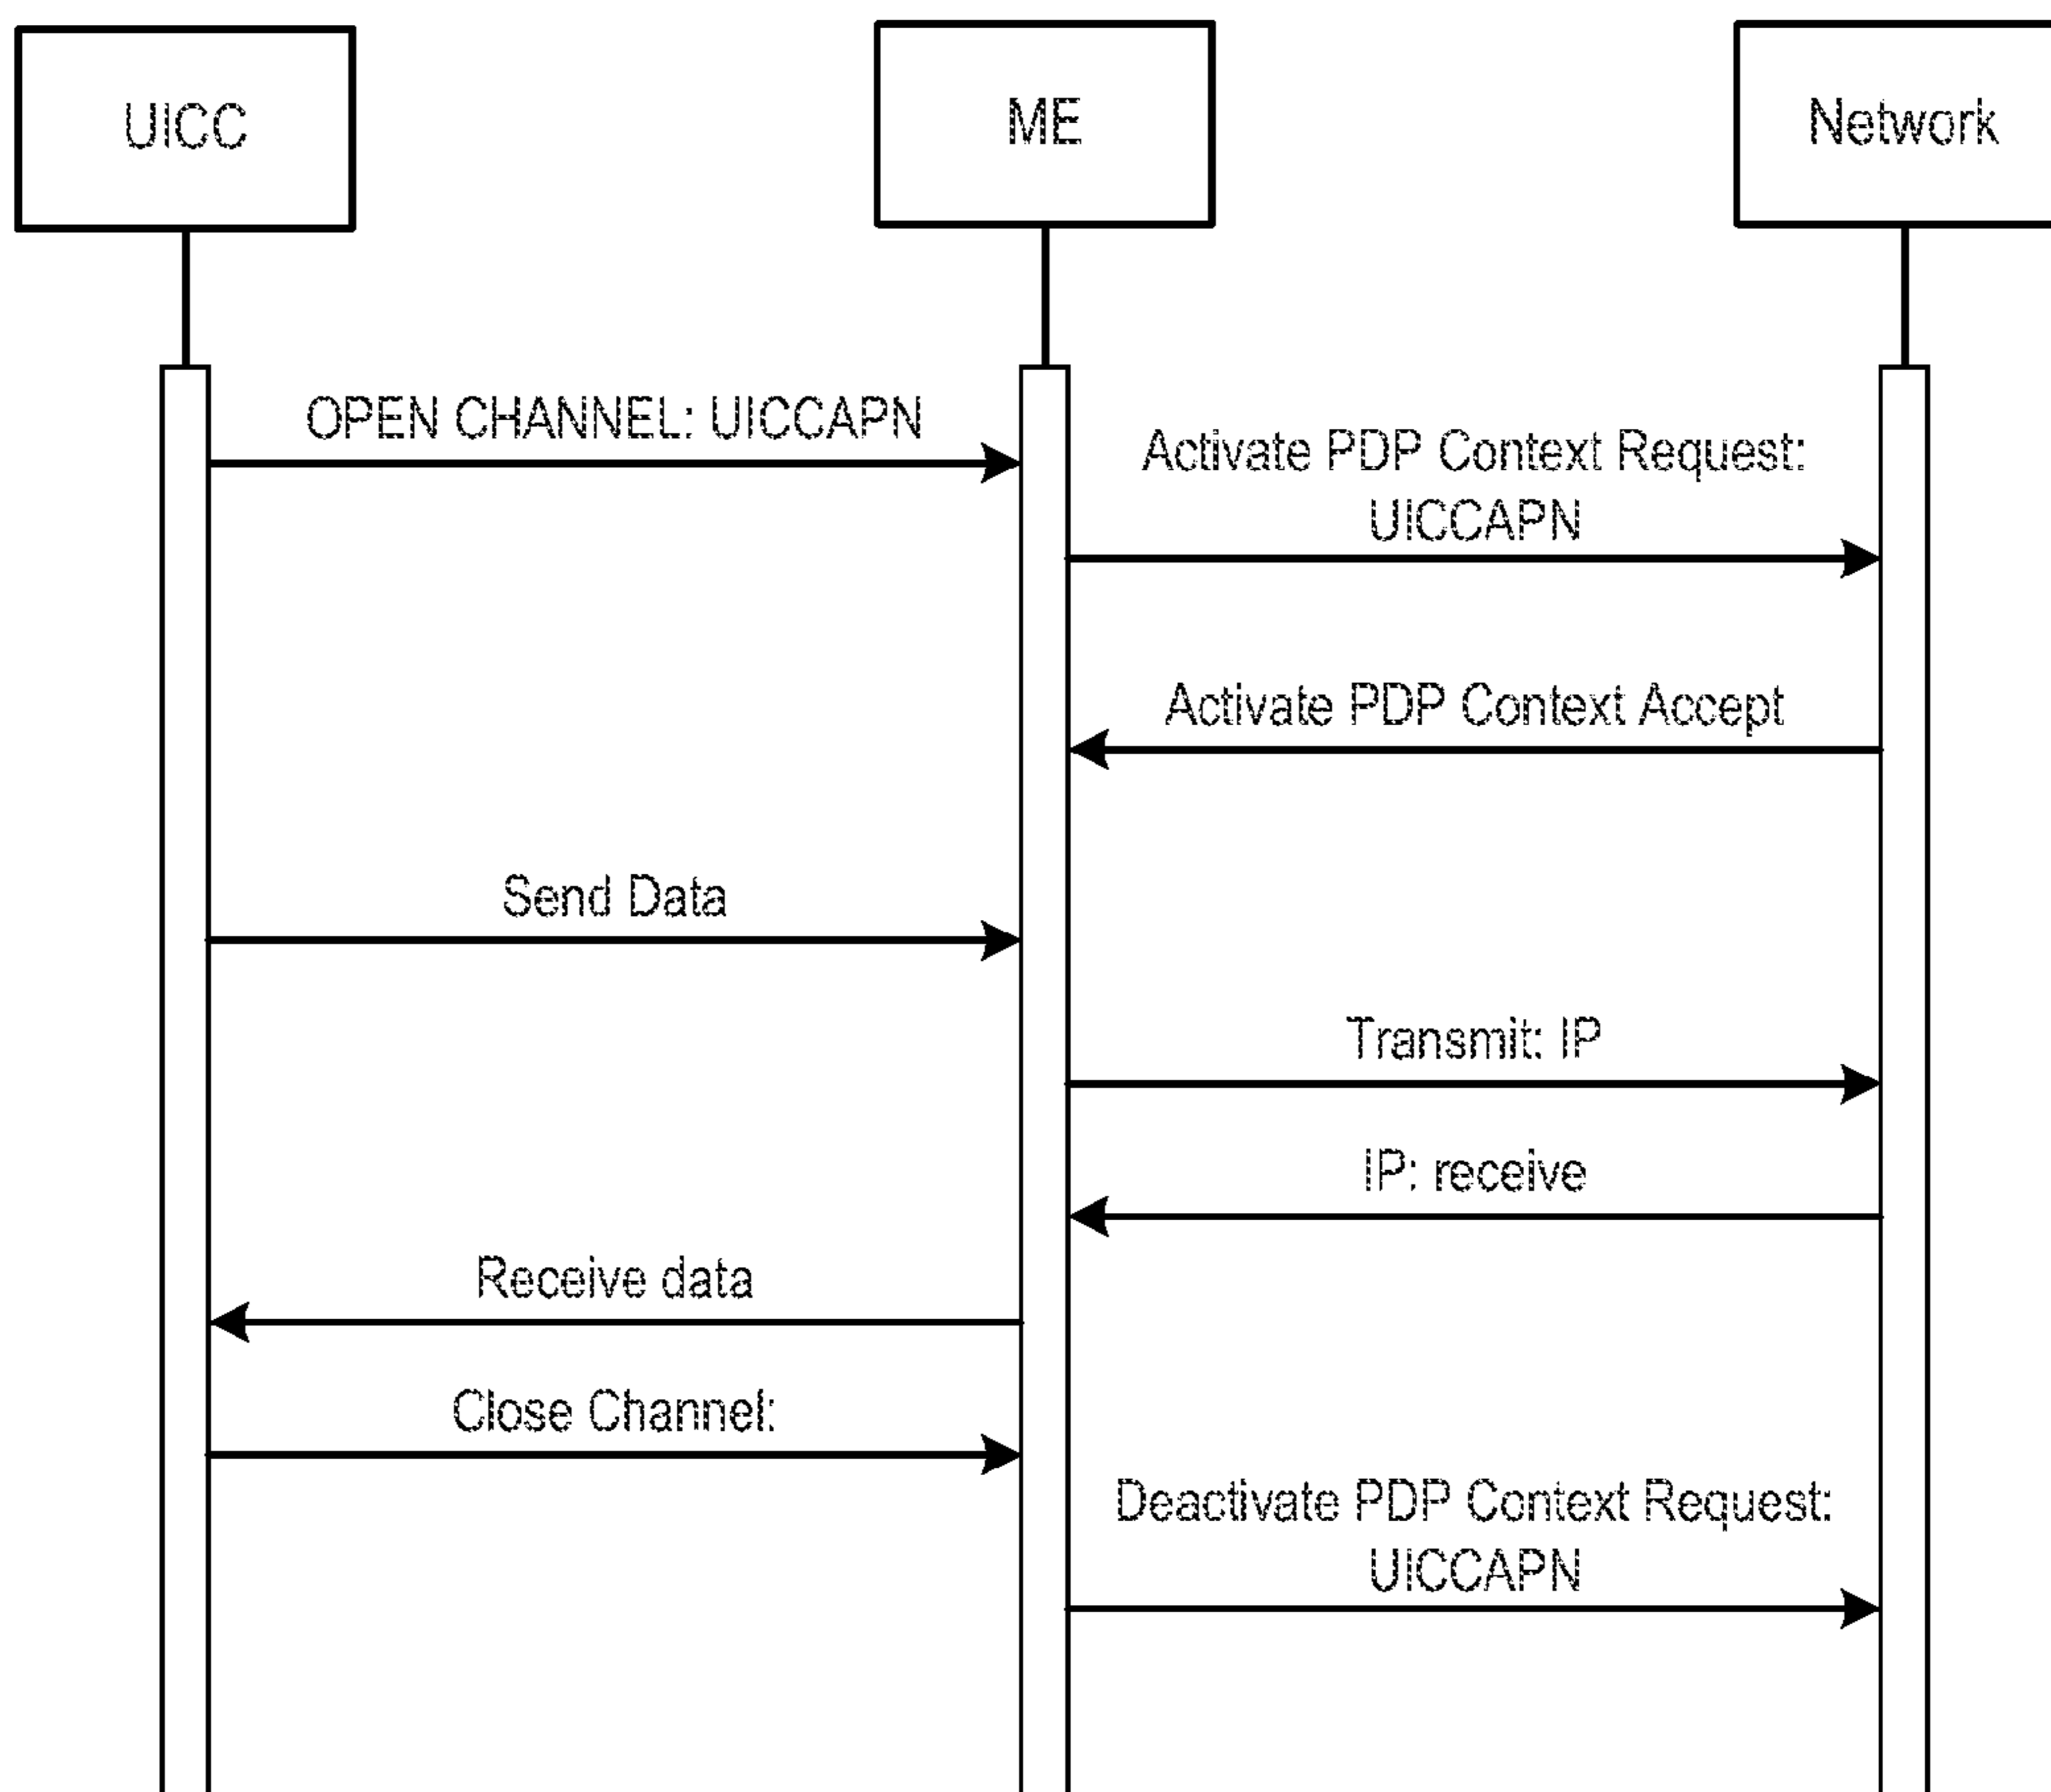 UICC
ME
Network
OPEN CHANNEL: UICCAPN
Activate PDP Context Request:
UICCAPN
Activate PDP Context Accept
Send Data
Transmit: IP
IP: receive
Receive data
Close Channel:
Deactivate PDP Context Request:
UICCAPN